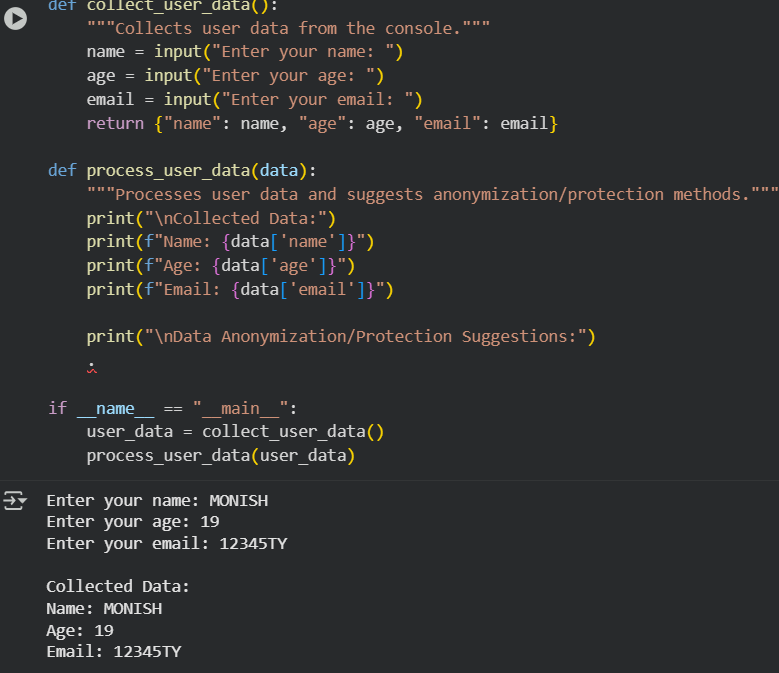 def collect_user_data():
    """Collects user data from the console."""
    name = input("Enter your name: ")
    age = input("Enter your age: ")
    email = input("Enter your email: ")
    return {"name": name, "age": age, "email": email}

def process_user_data(data):
    """Processes user data and suggests anonymization/protection methods."""
    print("\nCollected Data:")
    print(f"Name: {data['name']}")
    print(f"Age: {data['age']}")
    print(f"Email: {data['email']}")

    print("\nData Anonymization/Protection Suggestions:")
    .

if __name__ == "__main__":
    user_data = collect_user_data()
    process_user_data(user_data)

Enter your name: MONISH
Enter your age: 19
Enter your email: 12345TY

Collected Data:
Name: MONISH
Age: 19
Email: 12345TY